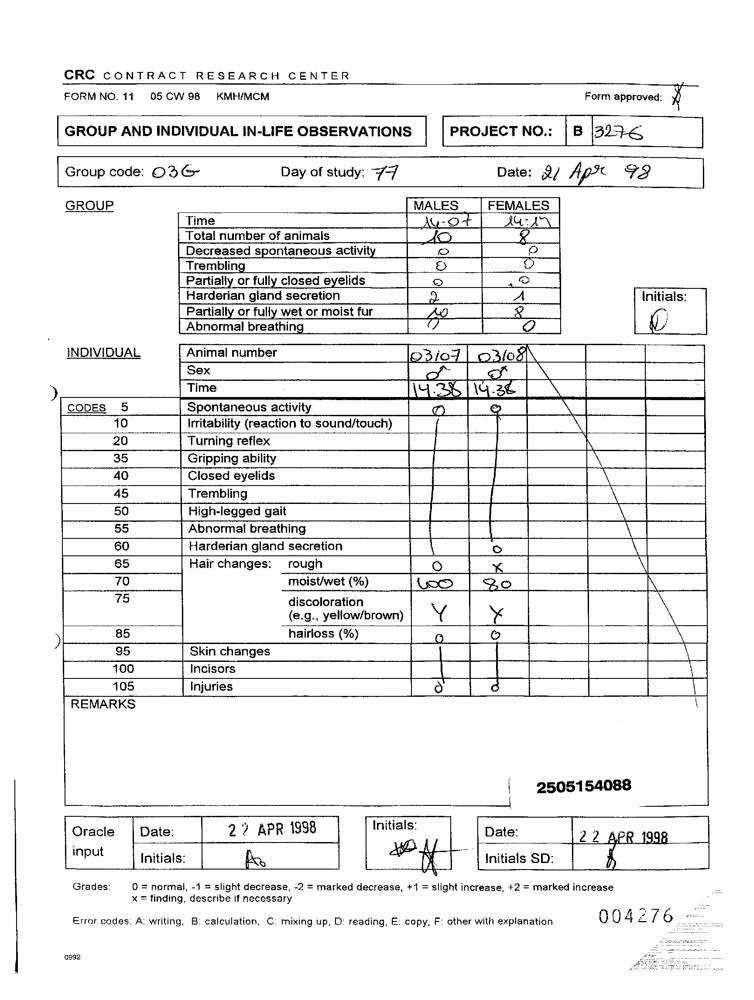 CRC CONTRACT RESEARCH CENTER
FORM NO. 11 05 CW 98 KMH/MCM Form approved:
GROUP AND INDIVIDUAL IN-LIFE OBSERVATIONS PROJECT NO.: B 3276
Group code: 03G Day of study: 77 Date: 21 Apr 98
GROUP MALES FEMALES
Time 14.07 14:17
Total number of animals 10 8
Decreased spontaneous activity 0 0
Trembling 0 0
Partially or fully closed eyelids 0 0
Harderian gland secretion 2 1 Initials:
Partially or fully wet or moist fur 10 8
Abnormal breathing 0 0
INDIVIDUAL Animal number 03107 03108
Sex ♂ ♂
Time 14.38 14.38
CODES 5 Spontaneous activity 0 0
10 Irritability (reaction to sound/touch)
20 Turning reflex
35 Gripping ability
40 Closed eyelids
45 Trembling
50 High-legged gait
55 Abnormal breathing
60 Harderian gland secretion 0
65 Hair changes: rough 0 x
70 moist/wet (%) 100 80
75 discoloration
(e.g., yellow/brown) Y Y
85 hairloss (%) 0 0
95 Skin changes
100 Incisors
105 Injuries 0 0
REMARKS
2505154088
Oracle Date: 22 APR 1998 Initials: Date: 22 APR 1998
input Initials: Initials SD:
Grades: 0 = normal, -1 = slight decrease, -2 = marked decrease, +1 = slight increase, +2 = marked increase
x = finding, describe if necessary
Error codes: A: writing, B: calculation, C: mixing up, D: reading, E: copy, F: other with explanation
004276
0992